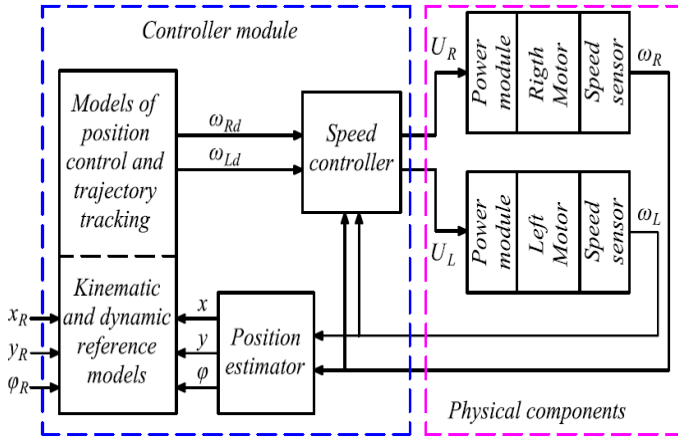 Controller module
Models of
position
control and
trajectory
tracking
Kinematic
and dynamic
reference
models
x_R
y_R
φ_R
ω_Rd
ω_Ld
Speed
controller
x
y
φ
Position
estimator
U_R
Power
module
Rigth
Motor
Speed
sensor
ω_R
U_L
Power
module
Left
Motor
Speed
sensor
ω_L
Physical components